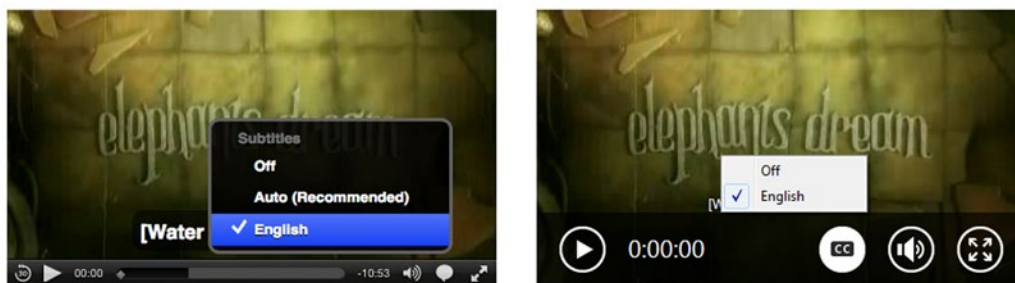 elephants dream
Subtitles
Off
Auto (Recommended)
[Water
✓ English
30
00:00
-10:53
elephants dream
Off
✓ English
[W
0:00:00
CC